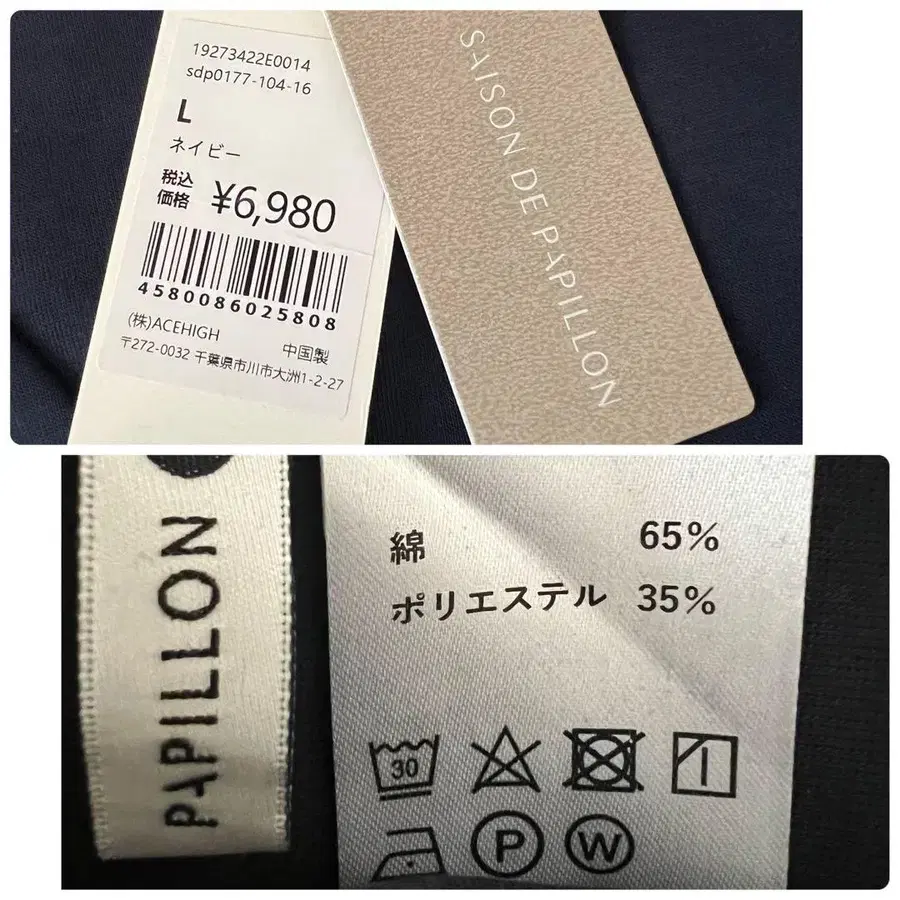 19273422E0014
sdp0177-104-16
L
ネイビー
税込
価格 ¥6,980
4580086025808
(株)ACEHIGH 中国製
〒272-0032 千葉県市川市大洲1-2-27
SAISON DE PAPILLON
PAPILLON
綿 65%
ポリエステル 35%
30
P W